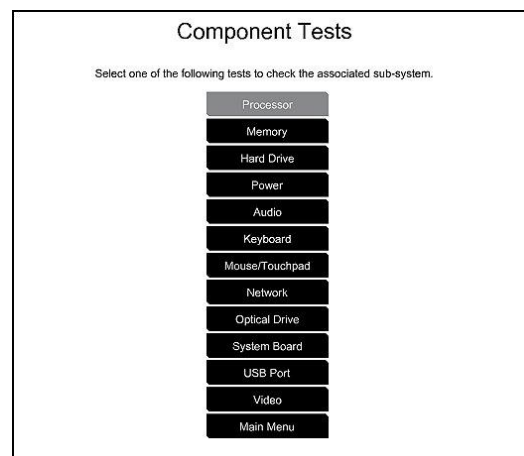 Component Tests
Select one of the following tests to check the associated sub-system.
Processor
Memory
Hard Drive
Power
Audio
Keyboard
Mouse/Touchpad
Network
Optical Drive
System Board
USB Port
Video
Main Menu